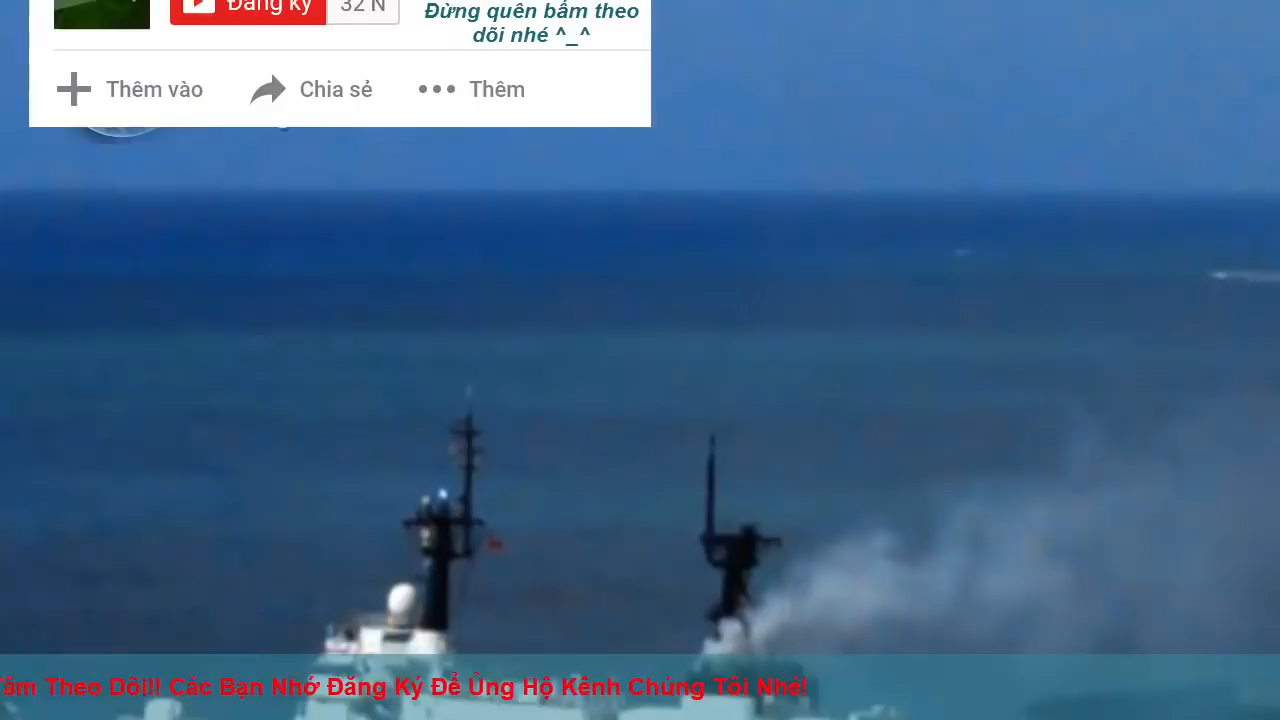 Đăng ký 32 N
Đừng quên bấm theo
dõi nhé ^_^
Thêm vào Chia sẻ Thêm
Tâm Theo Dõi!! Các Bạn Nhớ Đăng Ký Để Ủng Hộ Kênh Chúng Tôi Nhé!